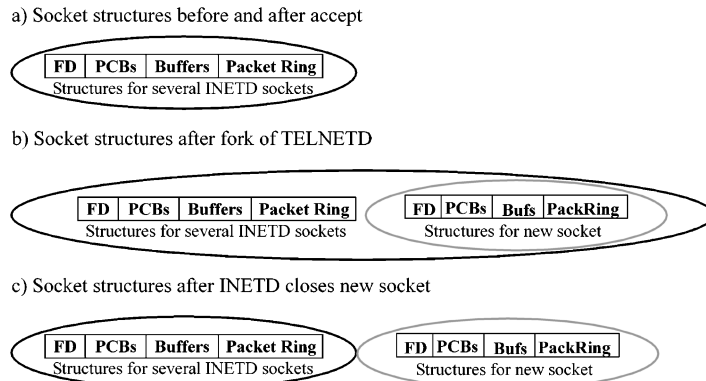 a) Socket structures before and after accept
FD PCBs Buffers Packet Ring
Structures for several INETD sockets
b) Socket structures after fork of TELNETD
FD PCBs Buffers Packet Ring
Structures for several INETD sockets
FD PCBs Bufs PackRing
Structures for new socket
c) Socket structures after INETD closes new socket
FD PCBs Buffers Packet Ring
Structures for several INETD sockets
FD PCBs Bufs PackRing
Structures for new socket